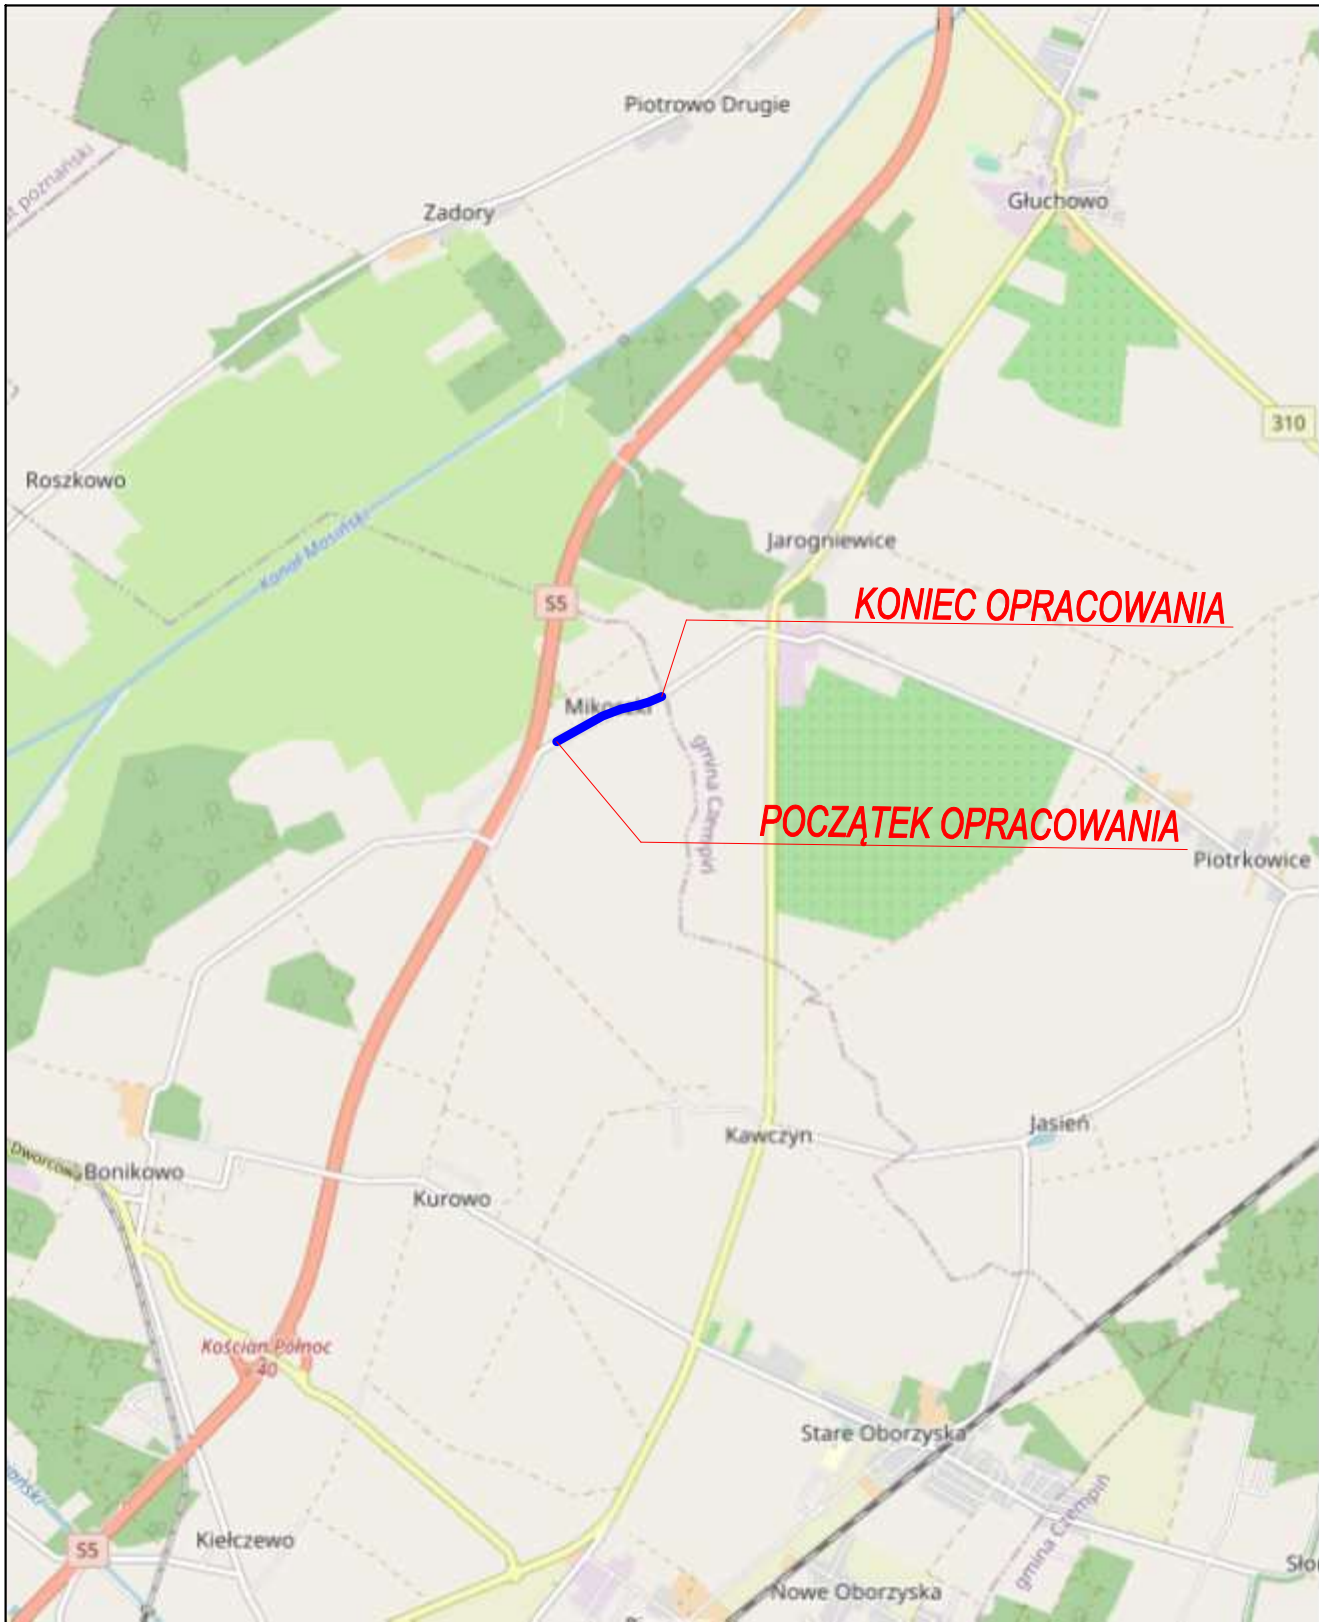 Piotrowo Drugie
Głuchowo
Zadory
310
Roszkowo
Kanał Mosiński
Jarogniewice
S5
KONIEC OPRACOWANIA
gmina Czempiń
POCZĄTEK OPRACOWANIA
Piotrkowice
Jasień
Kawczyn
Bonikowo
Kurowo
Kościan Północ
40
Stare Oborzyska
gmina Czempiń
S5
Kiełczewo
Nowe Oborzyska